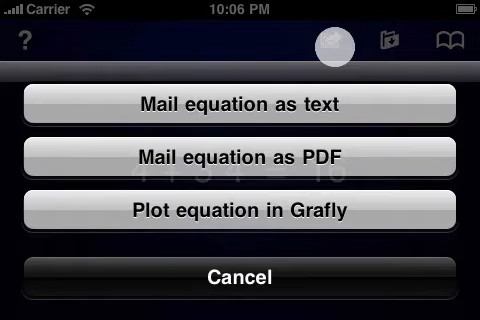 Carrier 10:06 PM
?
Mail equation as text
Mail equation as PDF
Plot equation in Grafly
Cancel